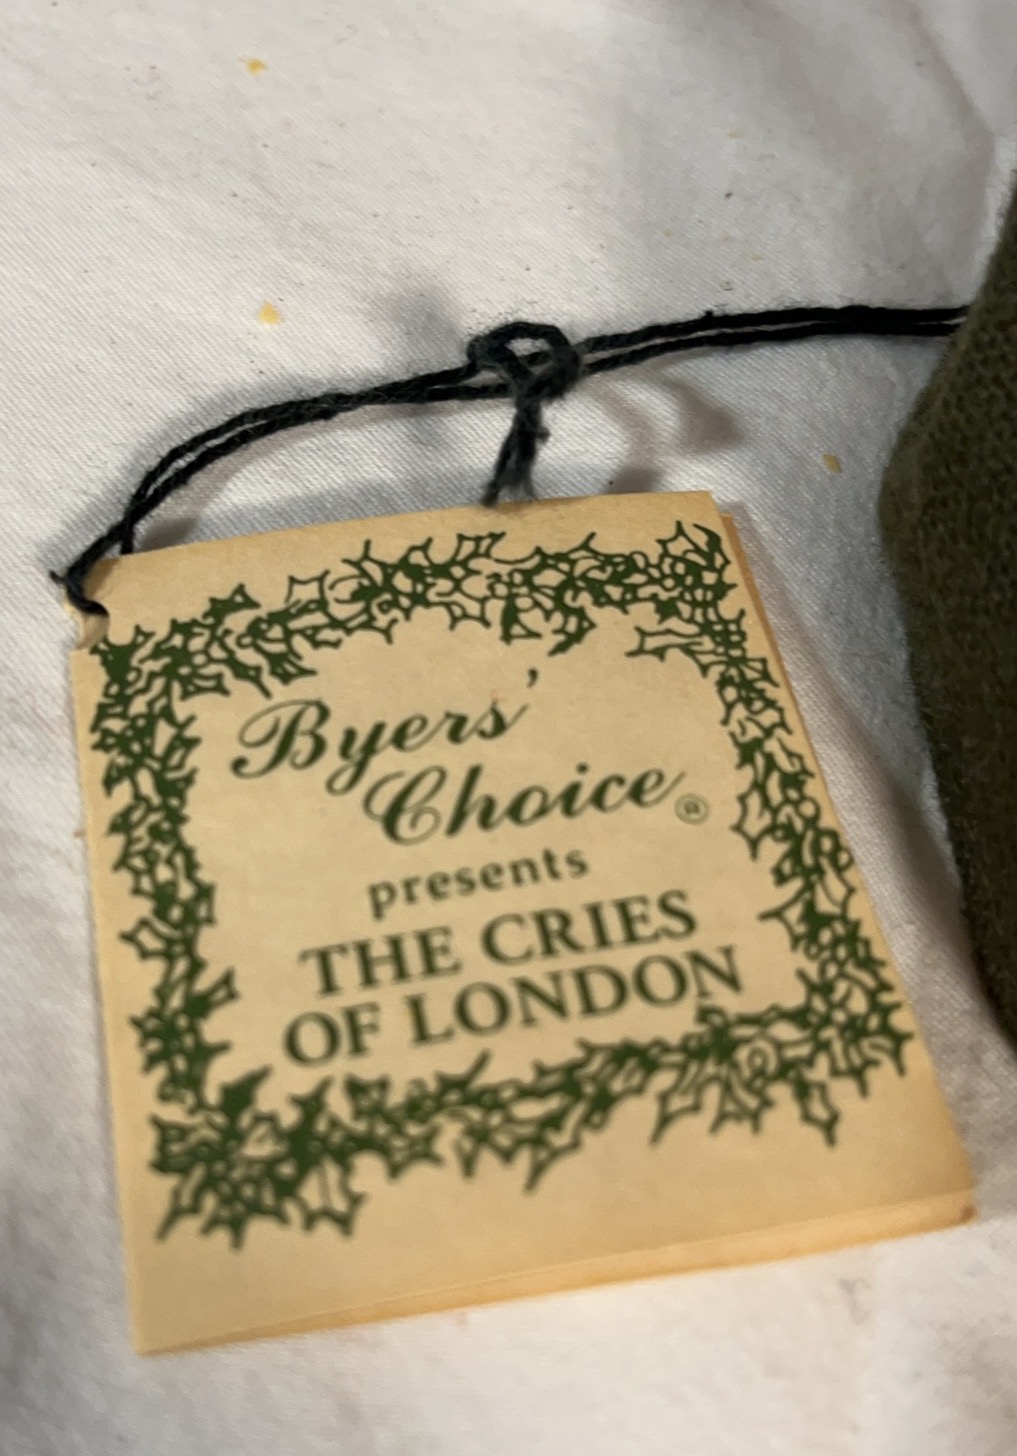 Byers'
Choice®
presents
THE CRIES
OF LONDON